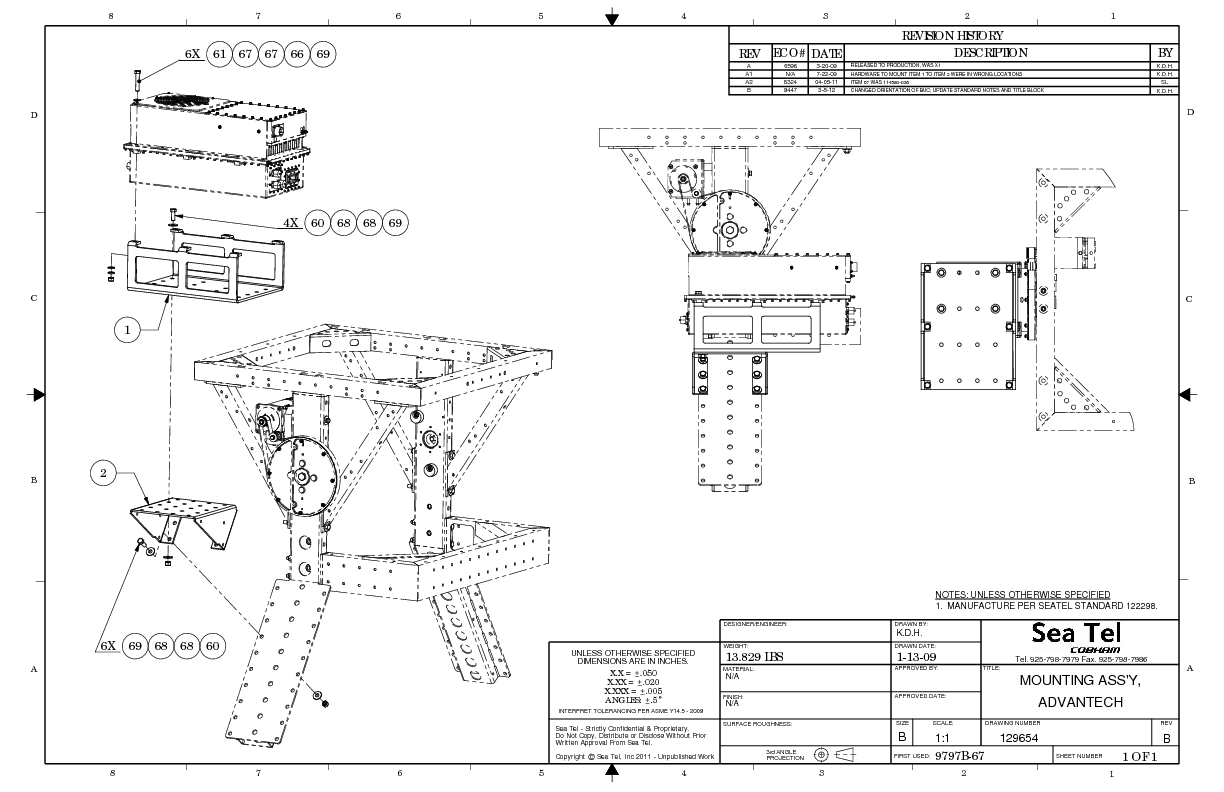 8 7 6 5 4 3 2 1
REVISION HISTORY
REV ECO# DATE DESCRIPTION BY
A 6596 3-20-09 RELEASED TO PRODUCTION, WAS X1 K.D.H.
A1 N/A 7-22-09 HARDWARE TO MOUNT ITEM 1 TO ITEM 2 WERE IN WRONG LOCATIONS K.D.H.
A2 8324 04-05-11 ITEM 67 WAS SL
B 9447 3-8-12 CHANGED ORIENTATION OF BUC; UPDATE STANDARD NOTES AND TITLE BLOCK K.D.H.
6X 61 67 67 66 69
D D
4X 60 68 68 69
C C
1
2
B B
6X 69 68 68 60
A A
NOTES: UNLESS OTHERWISE SPECIFIED
1. MANUFACTURE PER SEATEL STANDARD 122298.
UNLESS OTHERWISE SPECIFIED
DIMENSIONS ARE IN INCHES.
X.X = ±.050
X.XX = ±.020
X.XXX = ±.005
ANGLES: ±.5°
INTERPRET TOLERANCING PER ASME Y14.5 - 2009
Sea Tel - Strictly Confidential & Proprietary.
Do Not Copy, Distribute or Disclose Without Prior
Written Approval From Sea Tel.
Copyright © Sea Tel, Inc 2011 - Unpublished Work
DESIGNER/ENGINEER:
WEIGHT:
13.829 LBS
MATERIAL:
N/A
FINISH:
N/A
SURFACE ROUGHNESS:
3rd ANGLE
PROJECTION
DRAWN BY:
K.D.H.
DRAWN DATE:
1-13-09
APPROVED BY:
APPROVED DATE:
Sea Tel
COBHAM
Tel. 925-798-7979 Fax. 925-798-7986
TITLE:
MOUNTING ASS'Y,
ADVANTECH
SIZE SCALE: DRAWING NUMBER REV
B 1:1 129654 B
FIRST USED: 9797B-67 SHEET NUMBER 1 OF 1
8 7 6 5 4 3 2 1